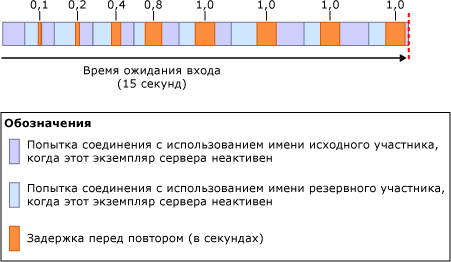 0,1 0,2 0,4 0,8 1,0 1,0 1,0 1,0
Время ожидания входа
(15 секунд)
Обозначения
Попытка соединения с использованием имени исходного участника,
когда этот экземпляр сервера неактивен
Попытка соединения с использованием имени резервного участника,
когда этот экземпляр сервера неактивен
Задержка перед повтором (в секундах)